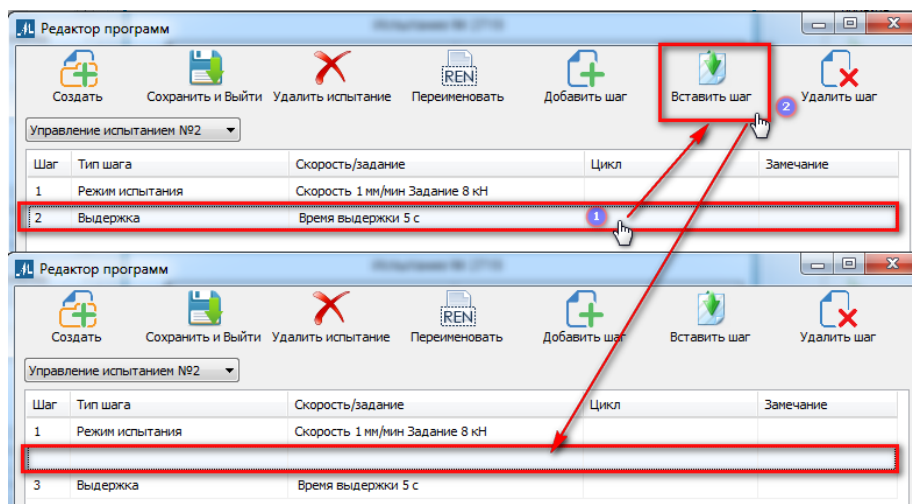 Редактор программ
Создать Сохранить и Выйти Удалить испытание Переименовать Добавить шаг Вставить шаг Удалить шаг
REN
2
Управление испытанием №2
Шаг Тип шага Скорость/задание Цикл Замечание
1 Режим испытания Скорость 1 мм/мин Задание 8 кН
2 Выдержка Время выдержки 5 с 1
Редактор программ
REN
Создать Сохранить и Выйти Удалить испытание Переименовать Добавить шаг Вставить шаг Удалить шаг
Управление испытанием №2
Шаг Тип шага Скорость/задание Цикл Замечание
1 Режим испытания Скорость 1 мм/мин Задание 8 кН
3 Выдержка Время выдержки 5 с